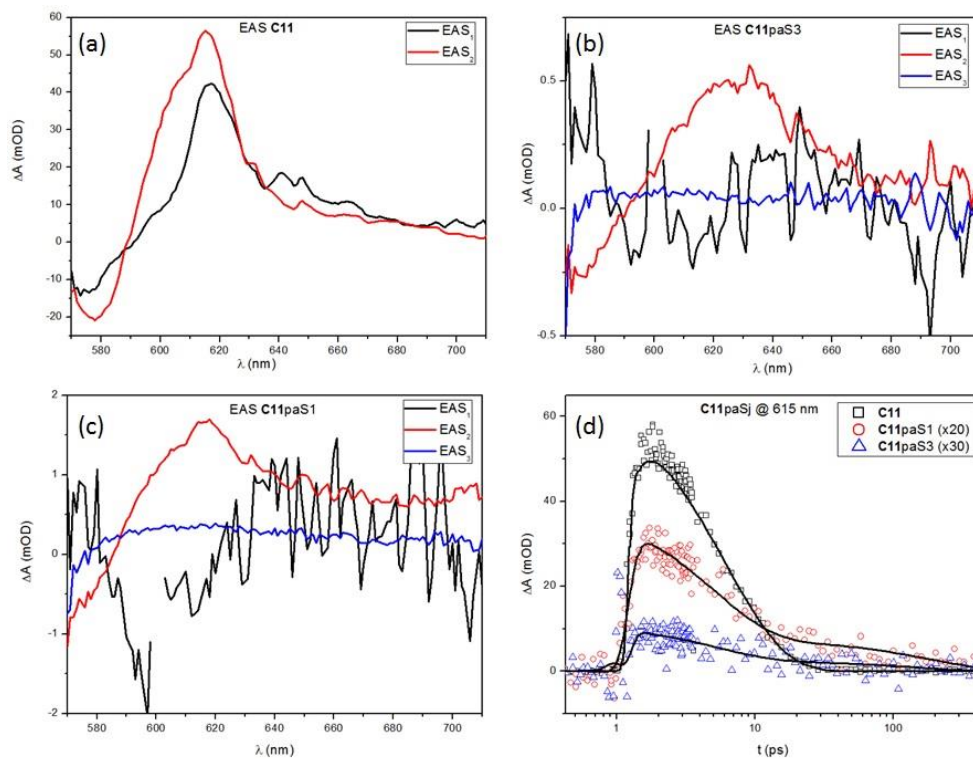 (a)
EAS C11
EAS₁
EAS₂
60
50
40
30
20
10
0
-10
-20
ΔA (mOD)
580 600 620 640 660 680 700
λ (nm)
(b)
EAS C11paS3
EAS₁
EAS₂
EAS₃
0.5
0.0
-0.5
ΔA (mOD)
580 600 620 640 660 680 700
λ (nm)
(c)
EAS C11paS1
EAS₁
EAS₂
EAS₃
2
1
0
-1
-2
ΔA (mOD)
580 600 620 640 660 680 700
λ (nm)
(d)
C11paSj @ 615 nm
C11
C11paS1 (x20)
C11paS3 (x30)
60
40
20
0
ΔA (mOD)
1 10 100
t (ps)